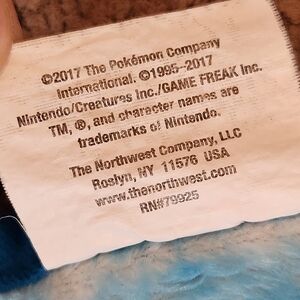 ©2017 The Pokémon Company
International. ©1995-2017
Nintendo/Creatures Inc./GAME FREAK Inc.
TM, ®, and character names are
trademarks of Nintendo.
The Northwest Company, LLC
Roslyn, NY 11576 USA
www.thenorthwest.com
RN#79925